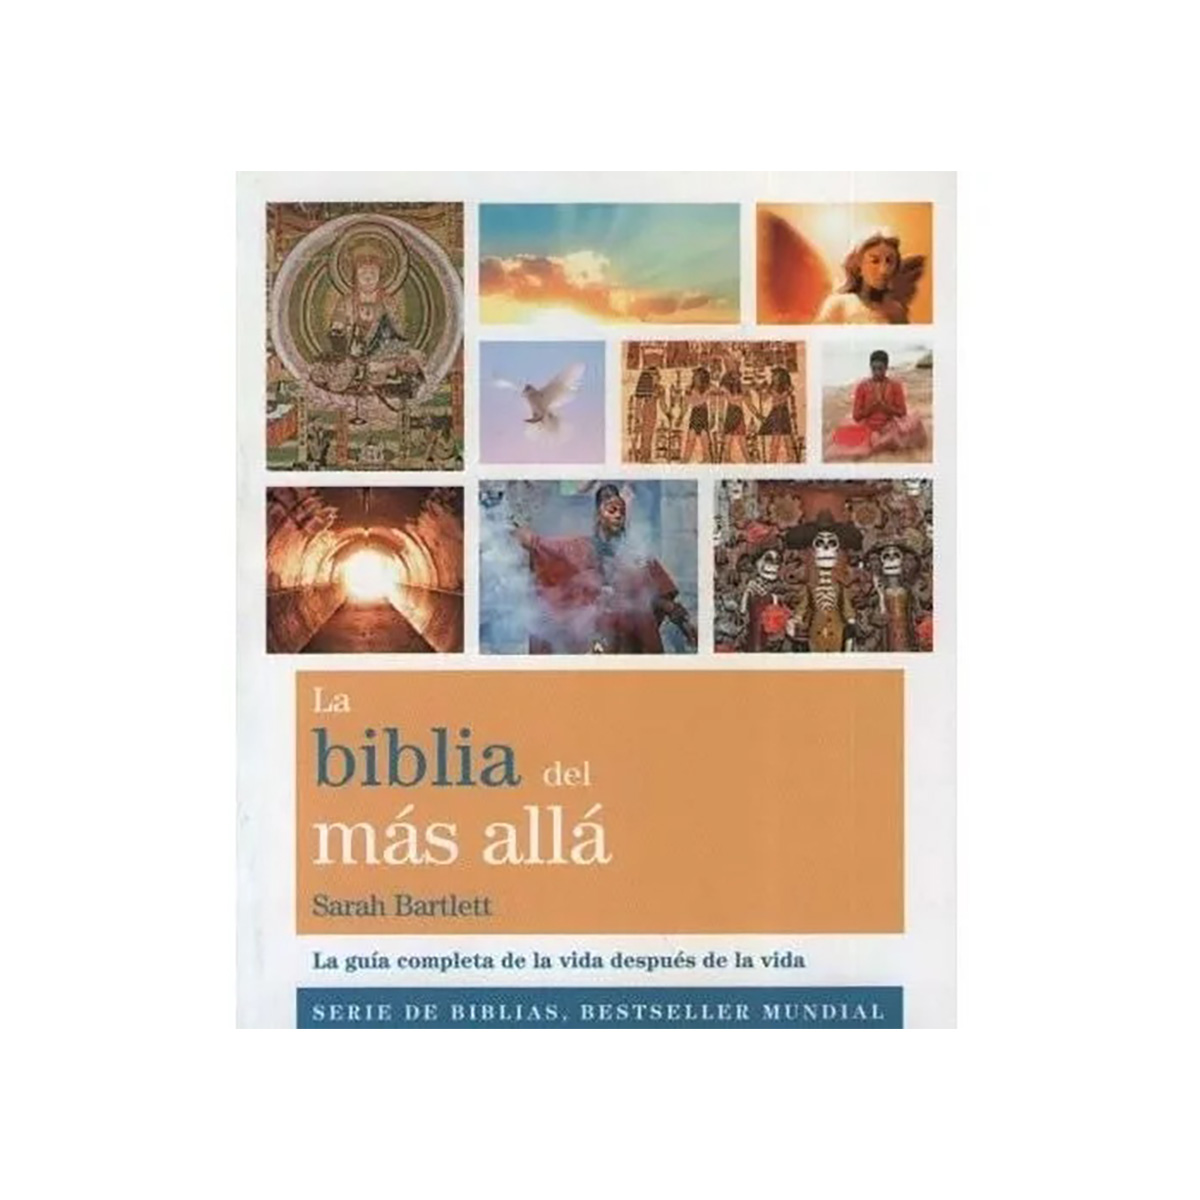 La
biblia del
más allá
Sarah Bartlett
La guía completa de la vida después de la vida
SERIE DE BIBLIAS, BESTSELLER MUNDIAL